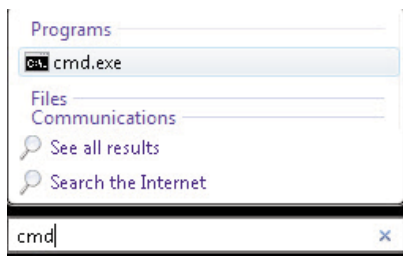 Programs
cmd.exe
Files
Communications
See all results
Search the Internet
cmd